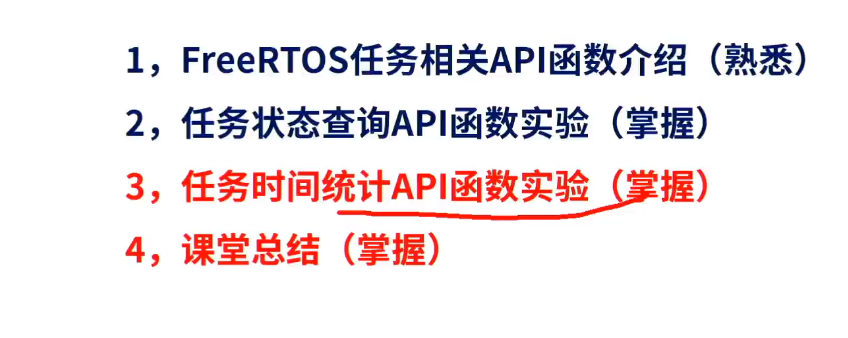 1，FreeRTOS任务相关API函数介绍（熟悉）
2，任务状态查询API函数实验（掌握）
3，任务时间统计API函数实验（掌握）
4，课堂总结（掌握）